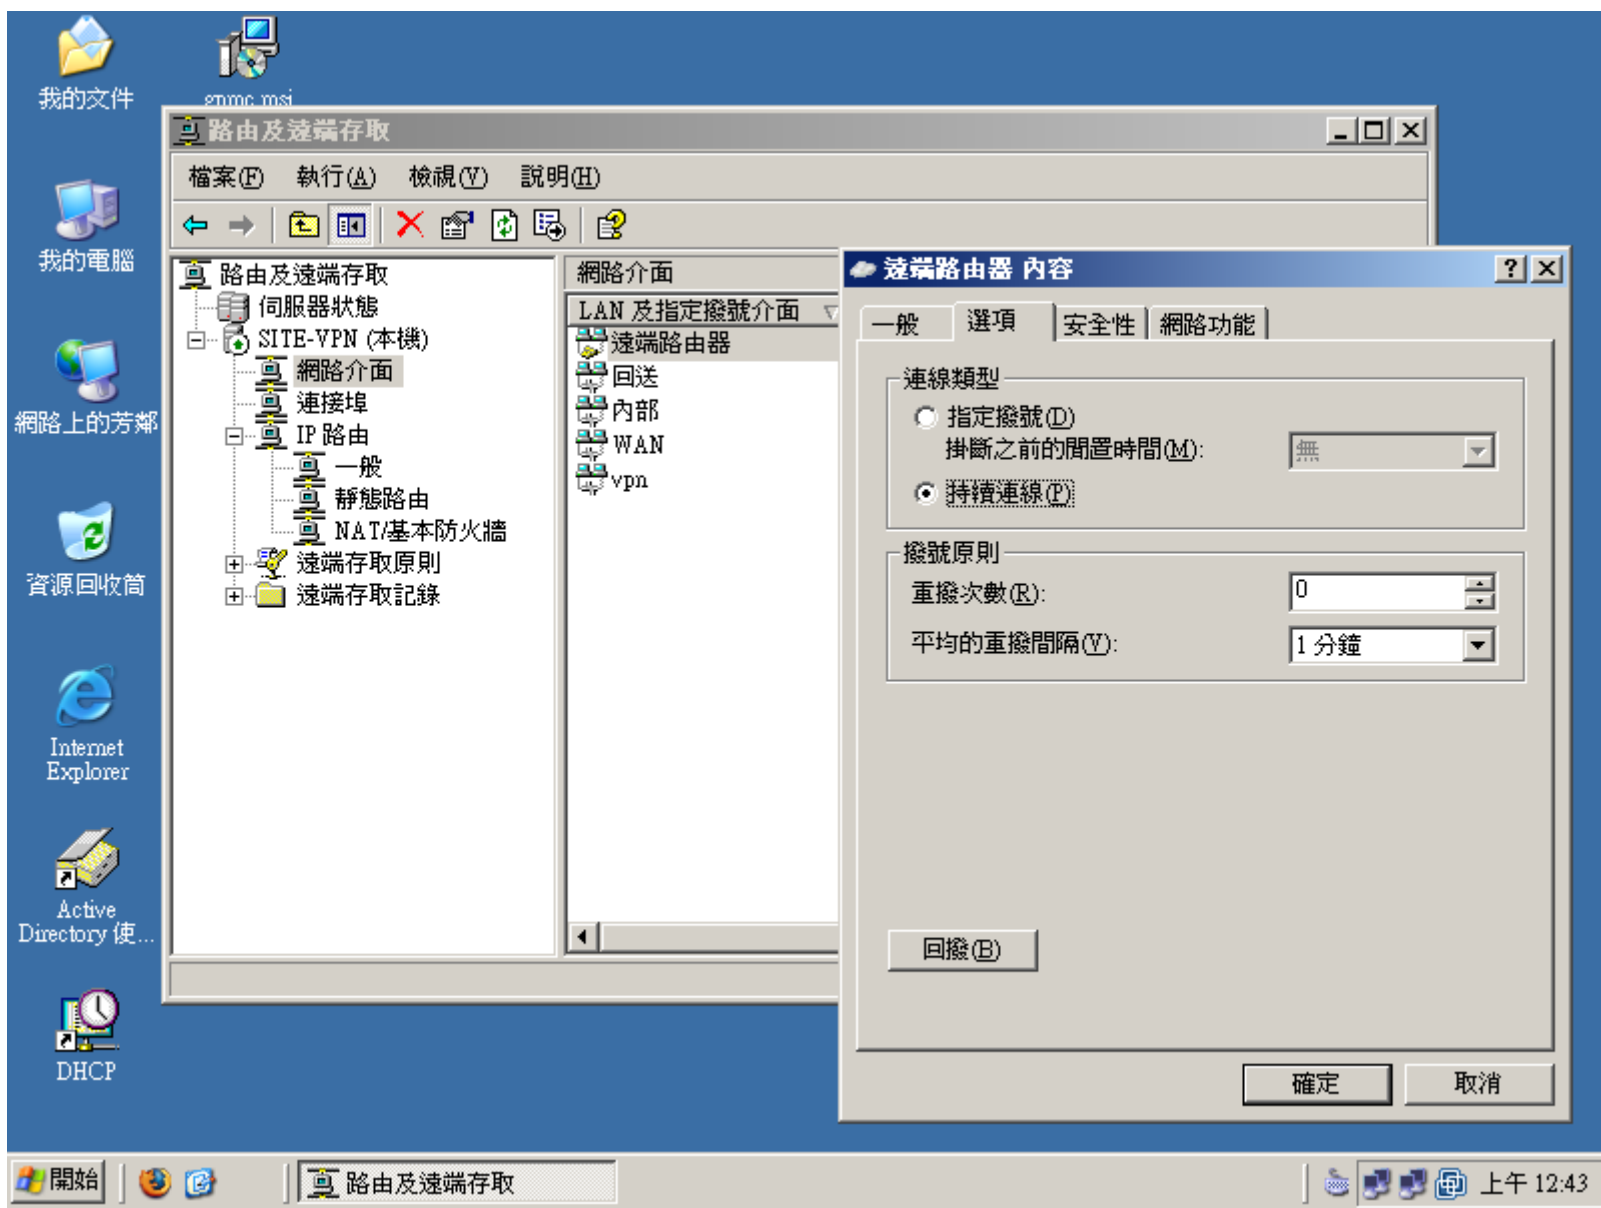 我的文件
gpmc.msi
我的電腦
網路上的芳鄰
資源回收筒
Internet
Explorer
Active
Directory 使...
DHCP
路由及遠端存取
檔案(F) 執行(A) 檢視(V) 說明(H)
路由及遠端存取
伺服器狀態
SITE-VPN (本機)
網路介面
連接埠
IP 路由
一般
靜態路由
NAT/基本防火牆
遠端存取原則
遠端存取記錄
網路介面
LAN 及指定撥號介面
遠端路由器
回送
內部
WAN
vpn
遠端路由器 內容
一般 選項 安全性 網路功能
連線類型
指定撥號(D)
掛斷之前的閒置時間(M): 無
持續連線(P)
撥號原則
重撥次數(R): 0
平均的重撥間隔(V): 1 分鐘
回撥(B)
確定 取消
開始 路由及遠端存取 上午 12:43